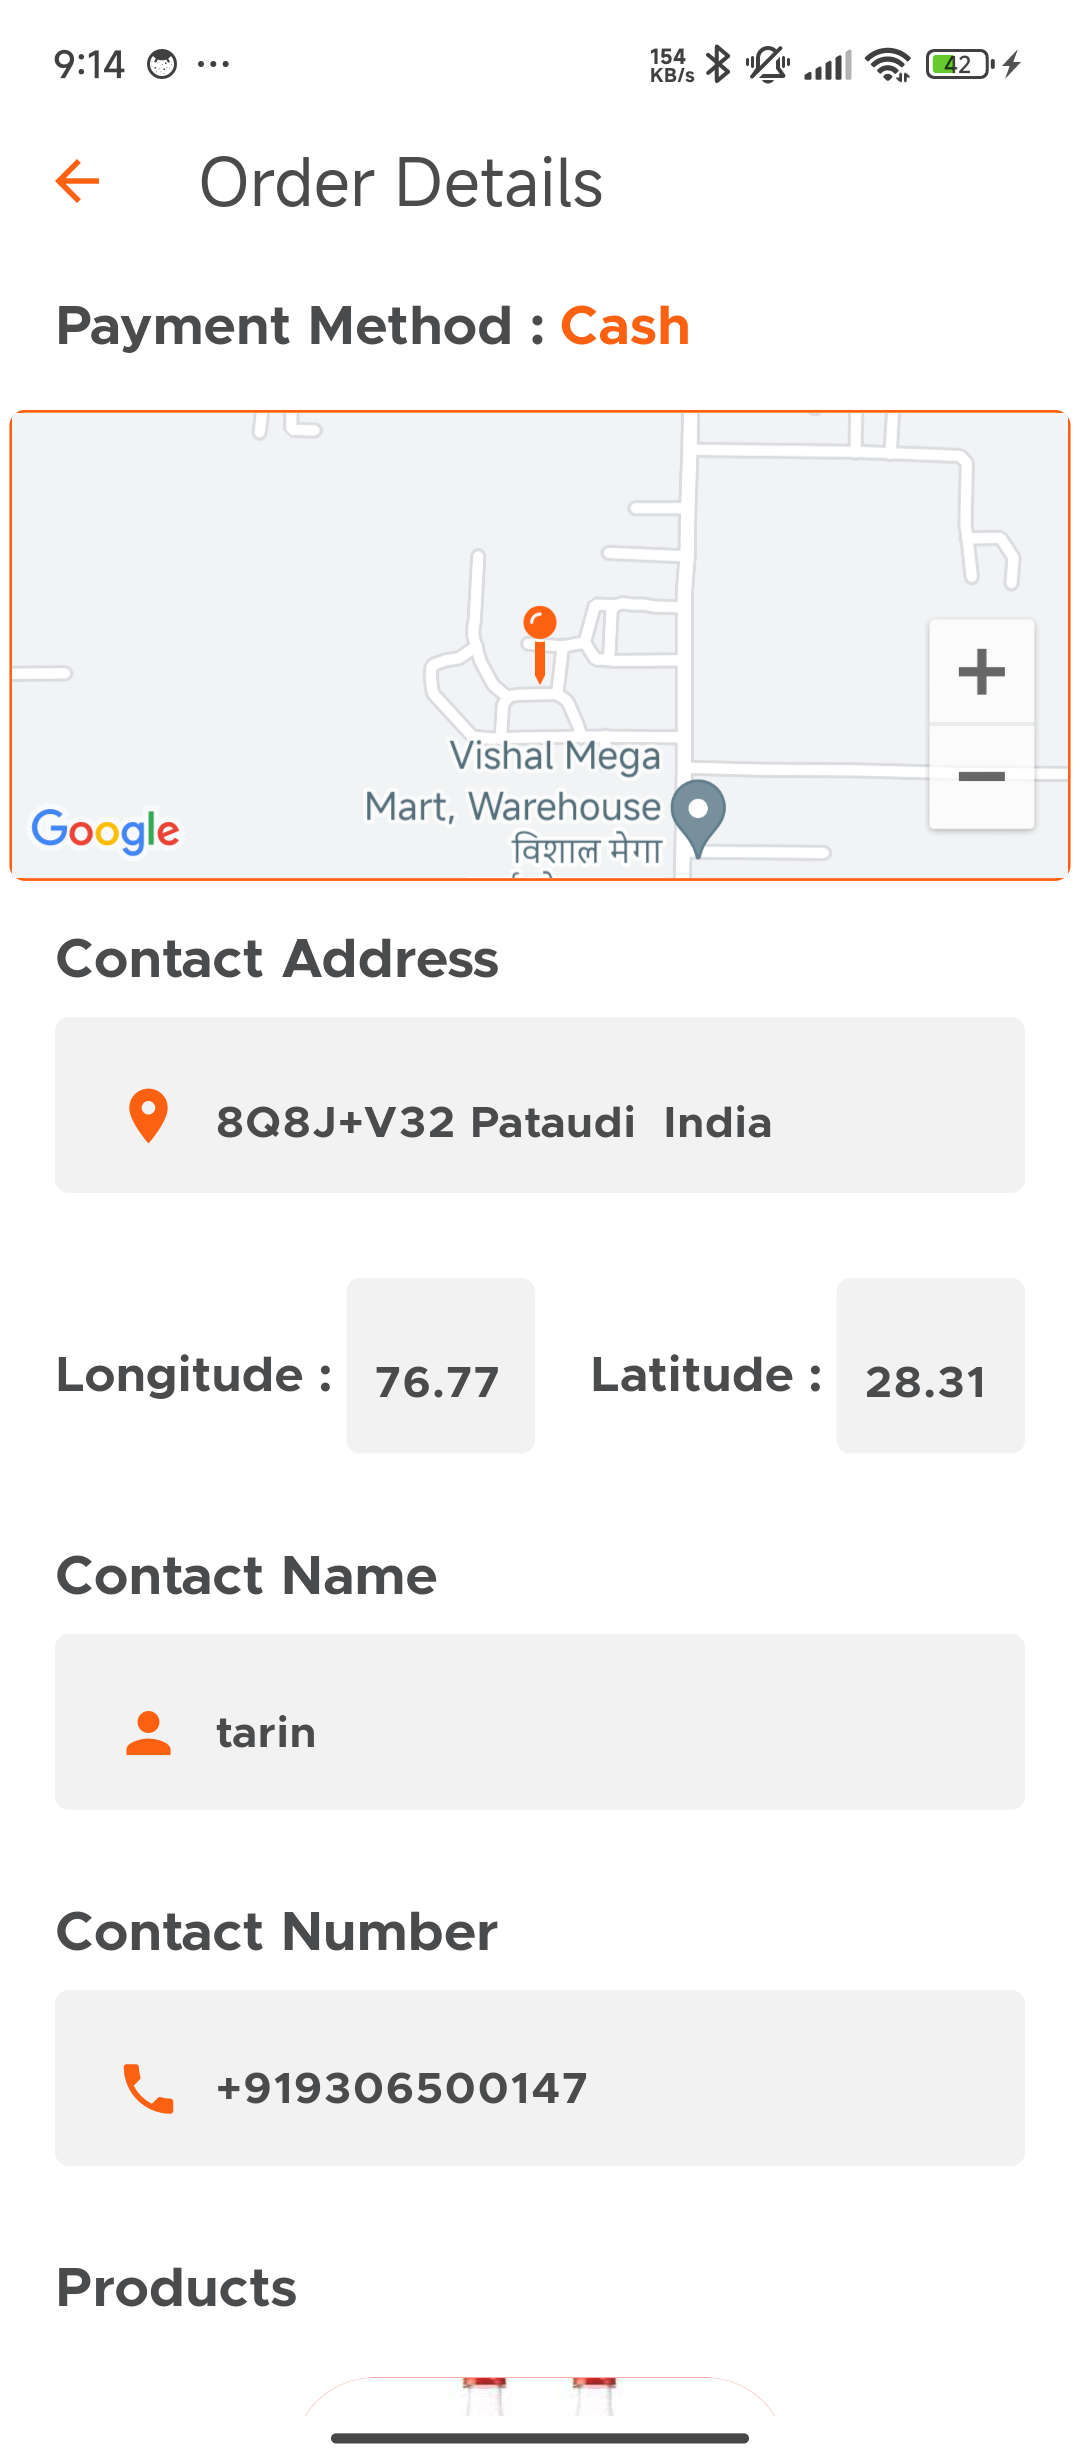 9:14 ... 154 KB/s 42
Order Details
Payment Method : Cash
Vishal Mega
Mart, Warehouse
विशाल मेगा
Google
Contact Address
8Q8J+V32 Pataudi  India
Longitude : 76.77 Latitude : 28.31
Contact Name
tarin
Contact Number
+919306500147
Products